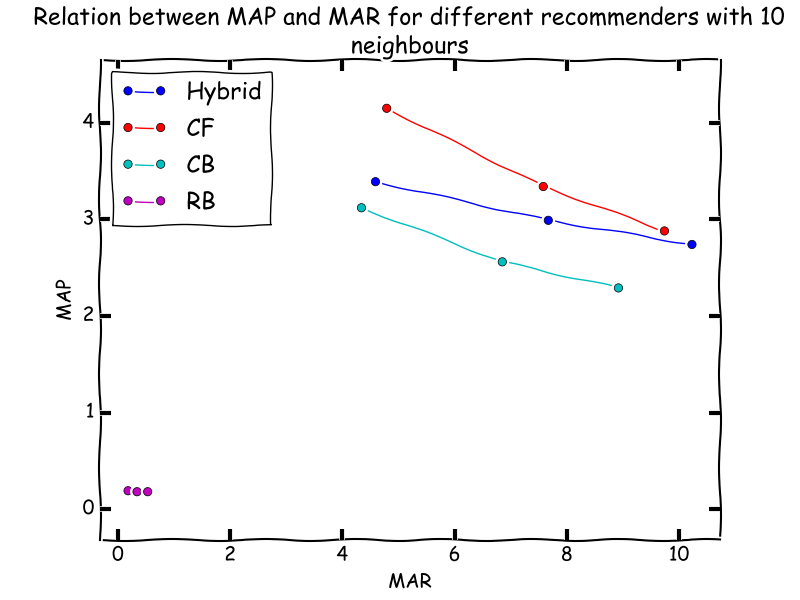 Relation between MAP and MAR for different recommenders with 10
neighbours
Hybrid
CF
CB
RB
MAP
4
3
2
1
0
0 2 4 6 8 10
MAR